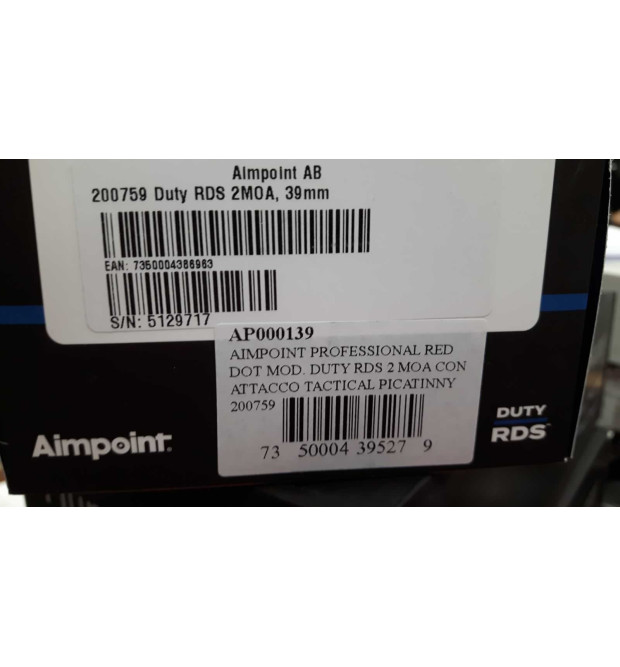 Aimpoint AB
200759 Duty RDS 2MOA, 39mm
EAN: 7350004386963
S/N: 5129717
AP000139
AIMPOINT PROFESSIONAL RED
DOT MOD. DUTY RDS 2 MOA CON
ATTACCO TACTICAL PICATINNY
200759
73 50004 39527 9
Aimpoint.
DUTY
RDS™